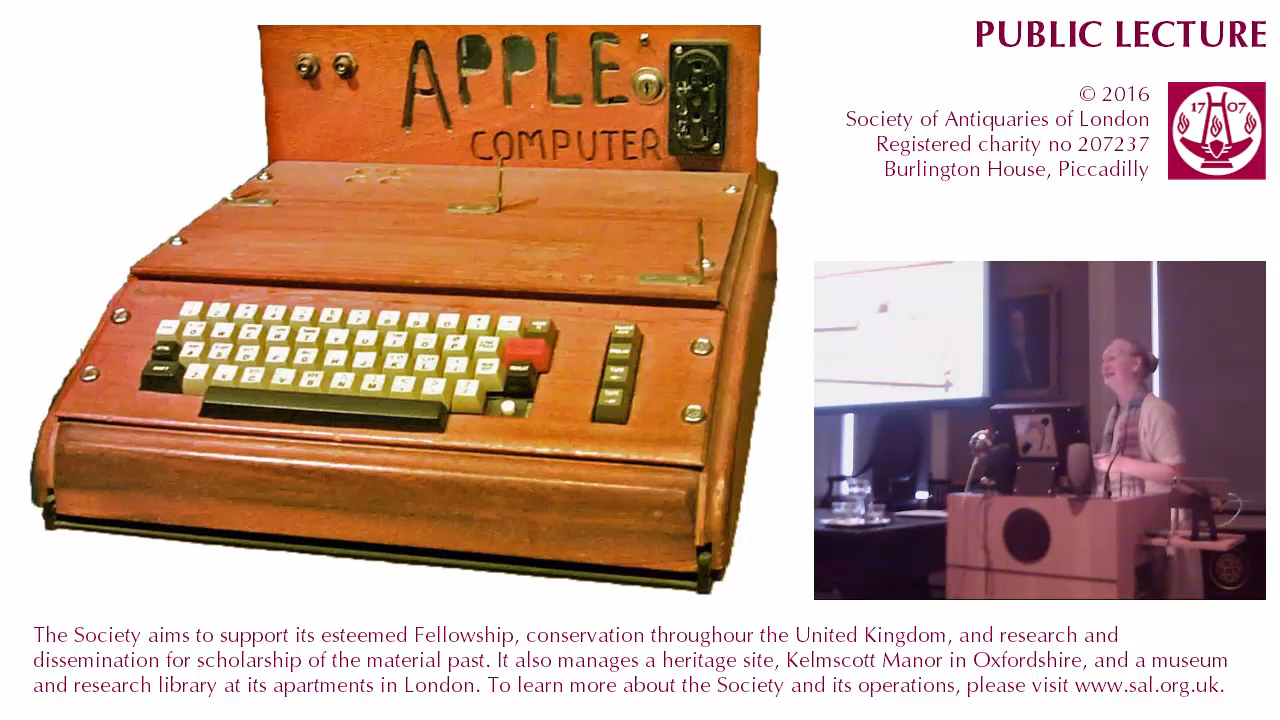 APPLE
COMPUTER
PUBLIC LECTURE
© 2016
Society of Antiquaries of London
Registered charity no 207237
Burlington House, Piccadilly
17 07
The Society aims to support its esteemed Fellowship, conservation throughour the United Kingdom, and research and
dissemination for scholarship of the material past. It also manages a heritage site, Kelmscott Manor in Oxfordshire, and a museum
and research library at its apartments in London. To learn more about the Society and its operations, please visit www.sal.org.uk.